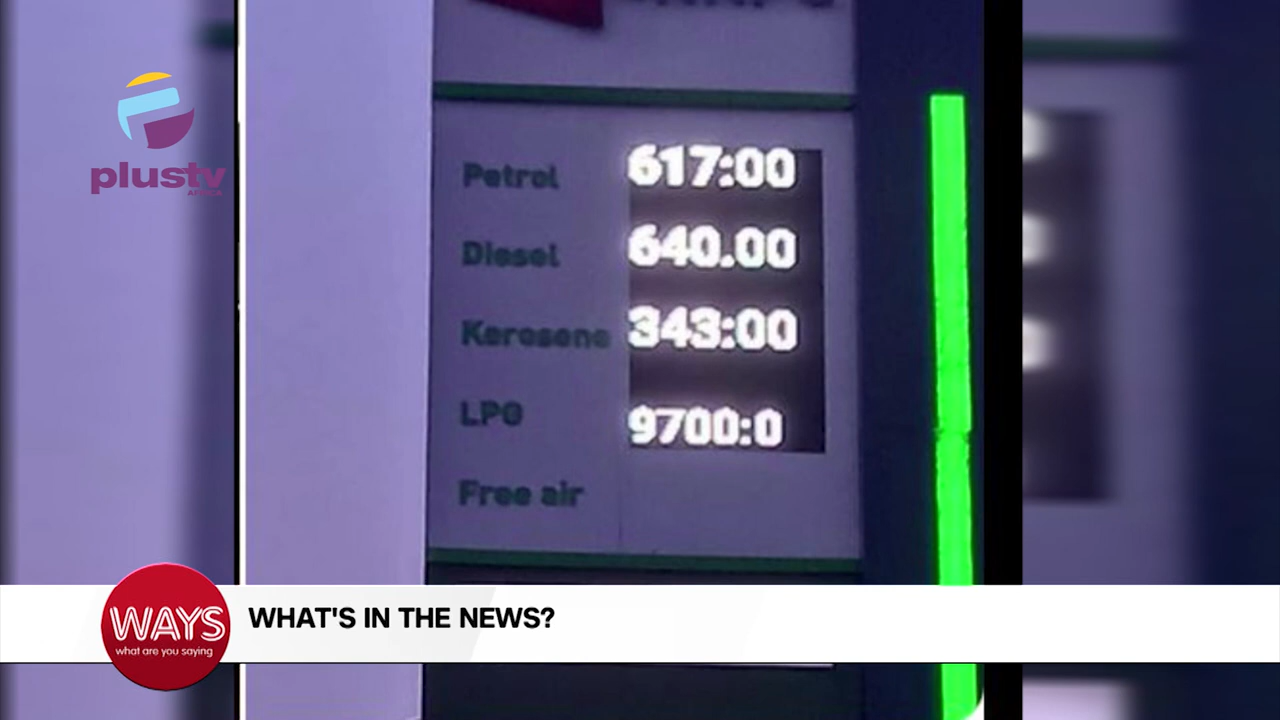 plustv
AFRICA
Petrol 617:00
Diesel 640.00
Kerosene 343:00
LPG 9700:0
Free air
WAYS
what are you saying
WHAT'S IN THE NEWS?